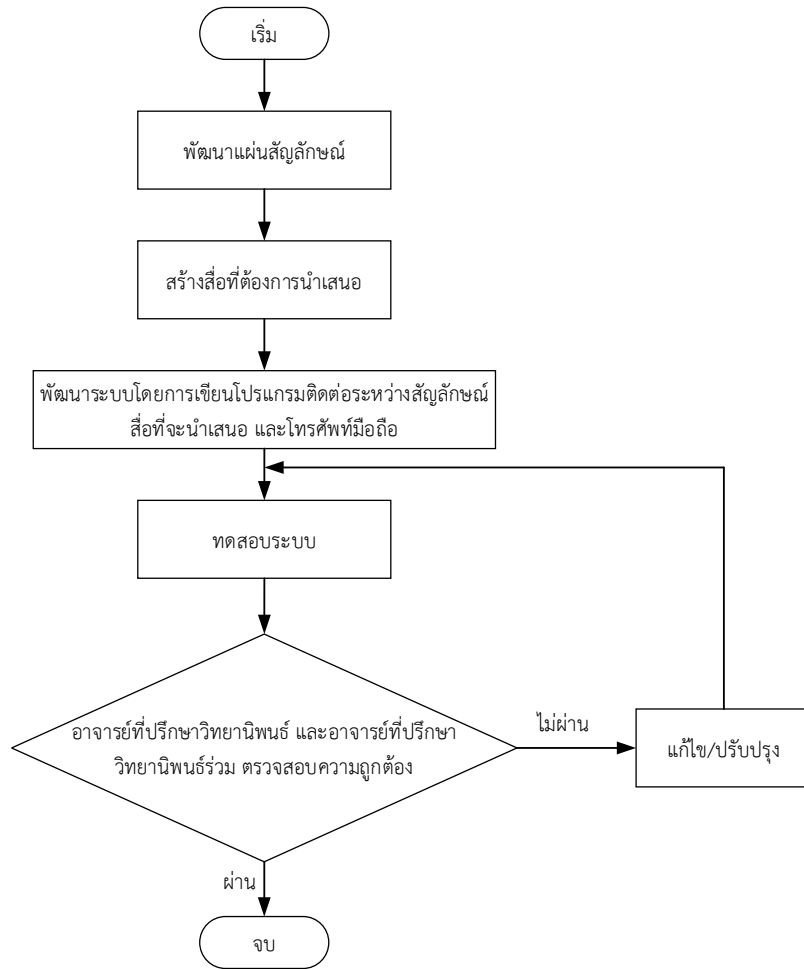 เริ่ม
พัฒนาแผ่นสัญลักษณ์
สร้างสื่อที่ต้องการนำเสนอ
พัฒนาระบบโดยการเขียนโปรแกรมติดต่อระหว่างสัญลักษณ์
สื่อที่จะนำเสนอ และโทรศัพท์มือถือ
ทดสอบระบบ
อาจารย์ที่ปรึกษาวิทยานิพนธ์ และอาจารย์ที่ปรึกษา
วิทยานิพนธ์ร่วม ตรวจสอบความถูกต้อง
ไม่ผ่าน
แก้ไข/ปรับปรุง
ผ่าน
จบ